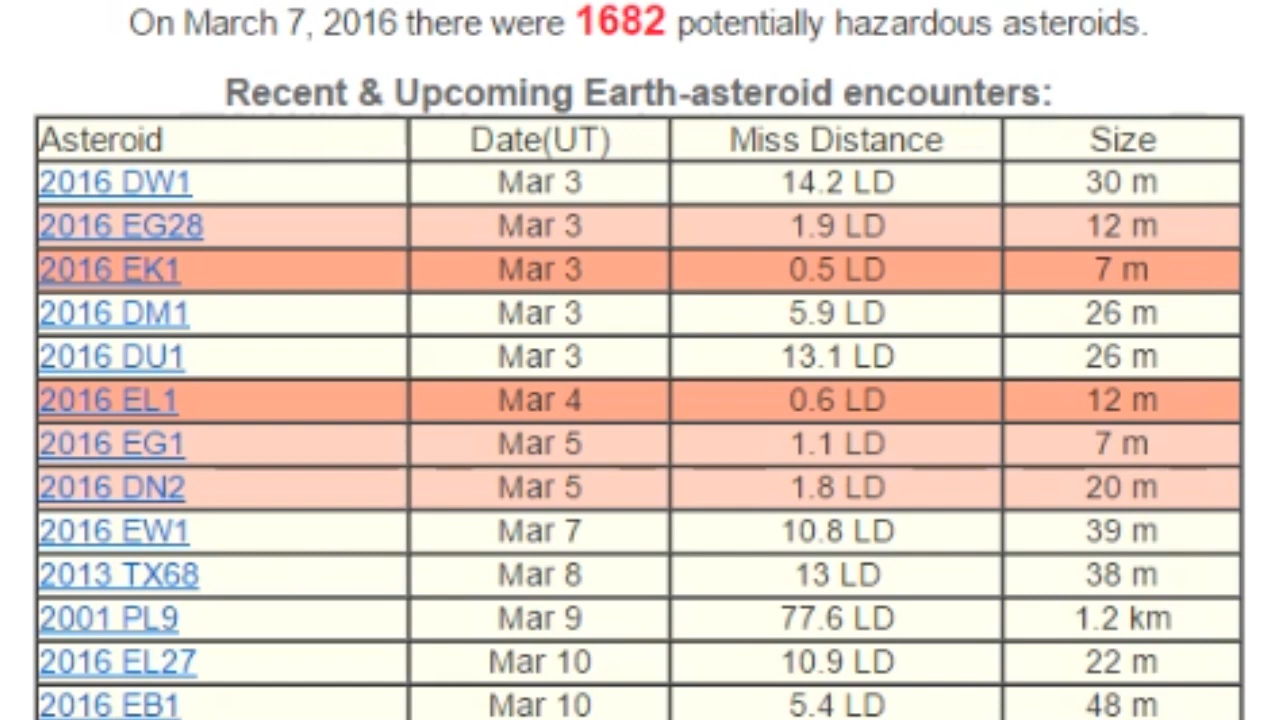 On March 7, 2016 there were 1682 potentially hazardous asteroids.
Recent & Upcoming Earth-asteroid encounters:
Asteroid Date(UT) Miss Distance Size
2016 DW1 Mar 3 14.2 LD 30 m
2016 EG28 Mar 3 1.9 LD 12 m
2016 EK1 Mar 3 0.5 LD 7 m
2016 DM1 Mar 3 5.9 LD 26 m
2016 DU1 Mar 3 13.1 LD 26 m
2016 EL1 Mar 4 0.6 LD 12 m
2016 EG1 Mar 5 1.1 LD 7 m
2016 DN2 Mar 5 1.8 LD 20 m
2016 EW1 Mar 7 10.8 LD 39 m
2013 TX68 Mar 8 13 LD 38 m
2001 PL9 Mar 9 77.6 LD 1.2 km
2016 EL27 Mar 10 10.9 LD 22 m
2016 EB1 Mar 10 5.4 LD 48 m